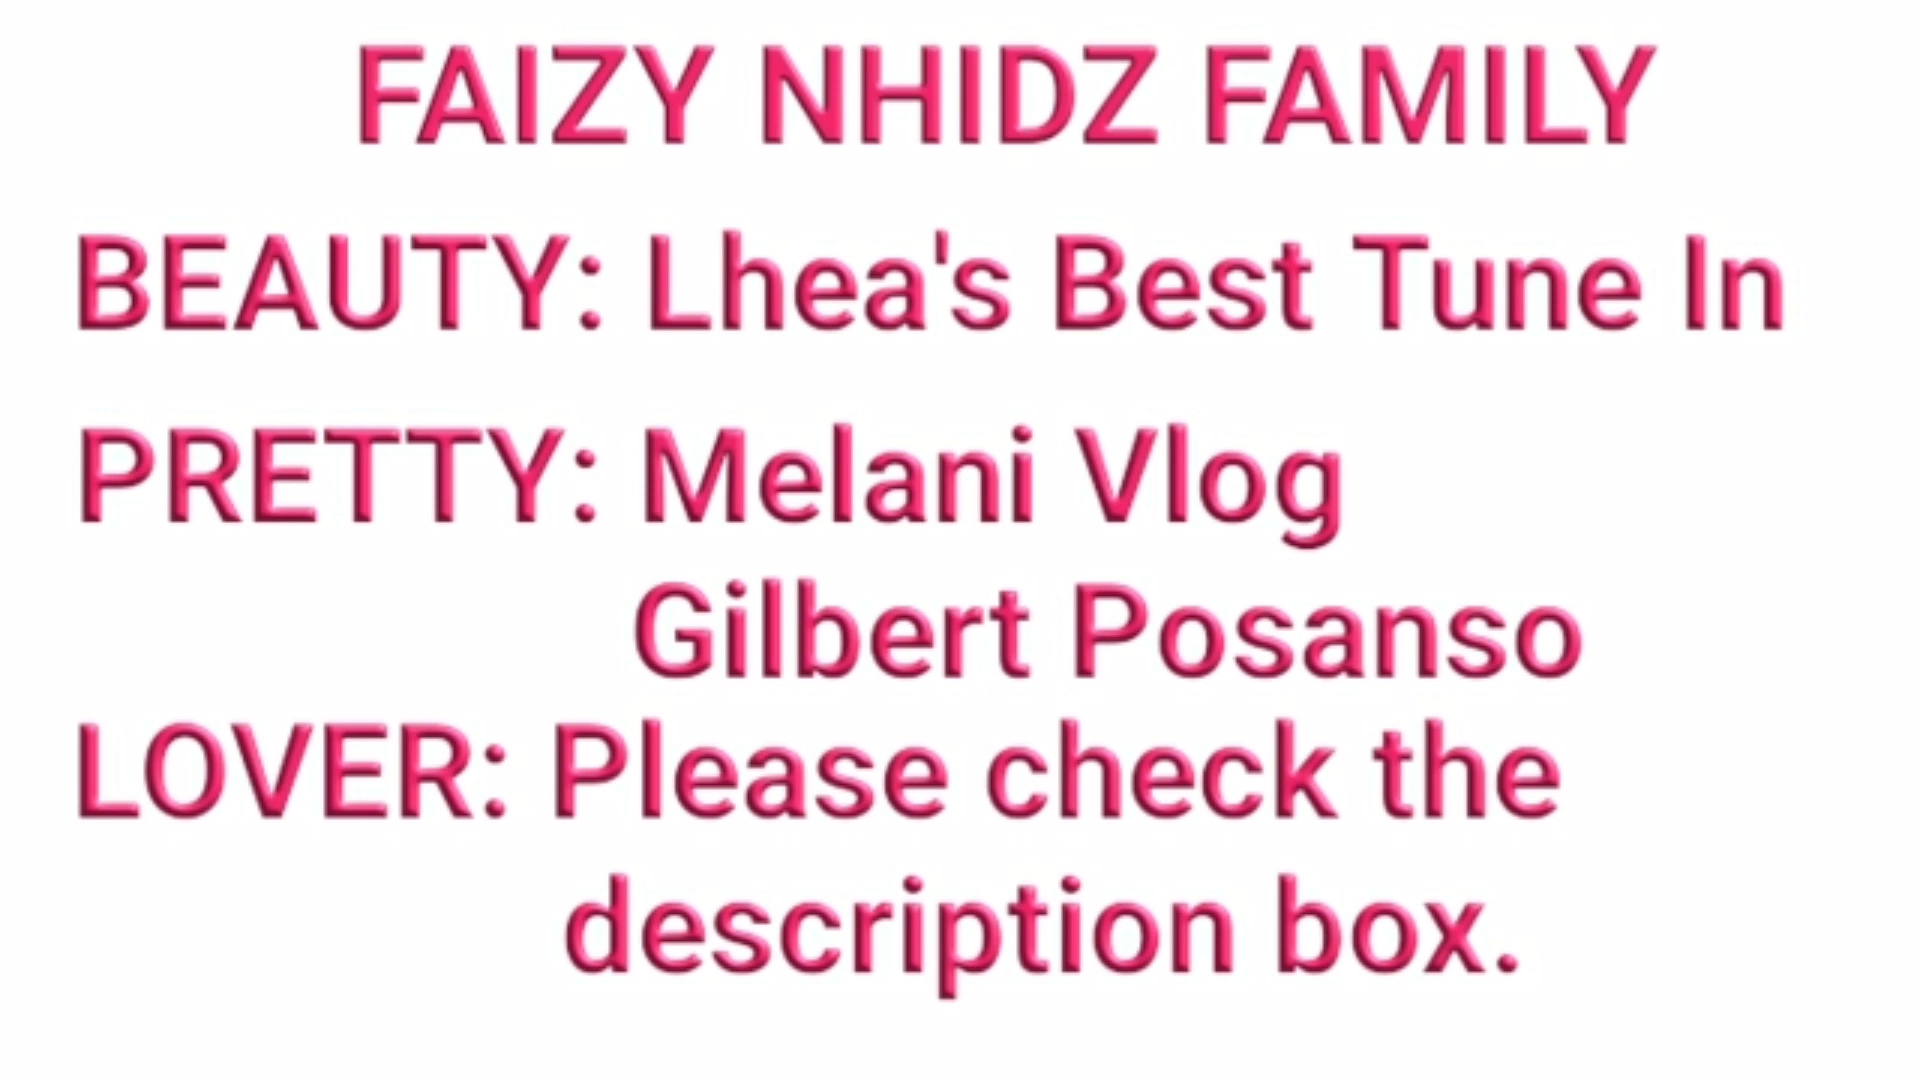 FAIZY NHIDZ FAMILY
BEAUTY: Lhea's Best Tune In
PRETTY: Melani Vlog
Gilbert Posanso
LOVER: Please check the
description box.